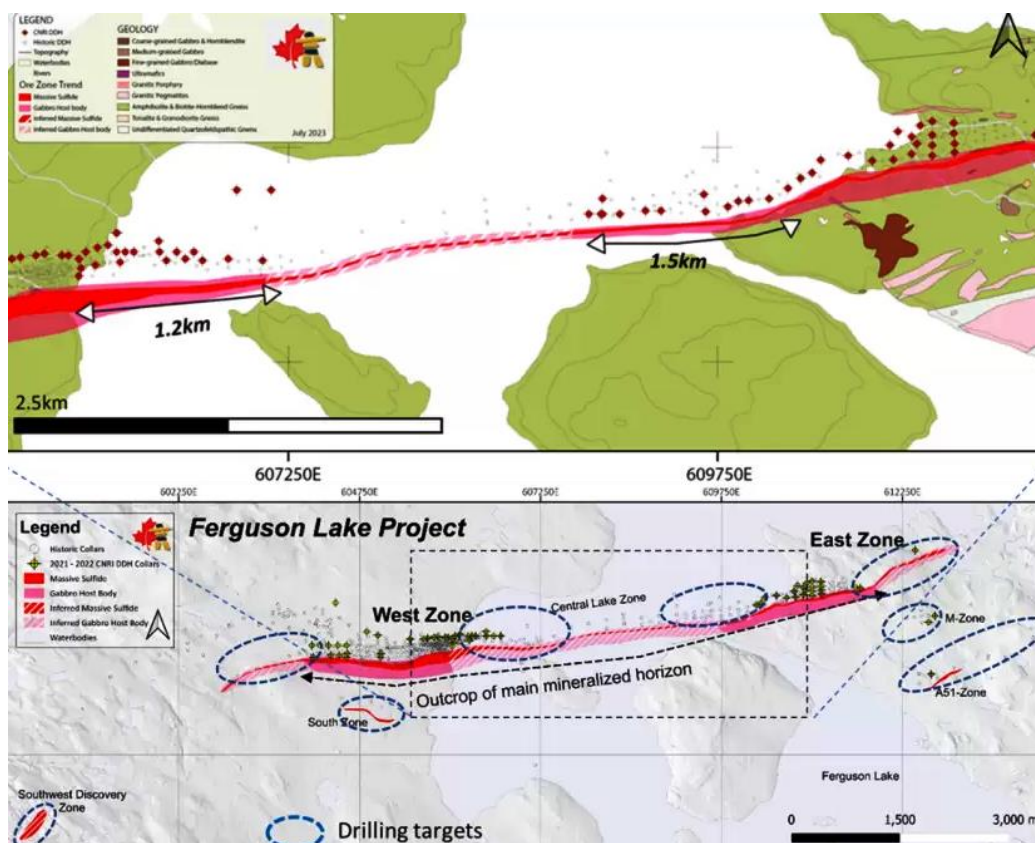 LEGEND
CNRI DDH
Historic DDH
Topography
Waterbodies
Rivers
Ore Zone Trend
Massive Sulfide
Gabbro Host body
Inferred Massive Sulfide
Inferred Gabbro Host body
GEOLOGY
Coarse-grained Gabbro & Hornblendite
Medium-grained Gabbro
Fine-grained Gabbro/Diabase
Ultramafics
Granitic Porphyry
Granitic Pegmatites
Amphibolite & Biotite-Hornblend Gneiss
Tonalite & Granodiorite Gneiss
Undifferentiated Quartzofeldspathic Gneiss
July 2023
1.2km
1.5km
2.5km
607250E
609750E
602250E
604750E
607250E
609750E
612250E
Legend
Historic Collars
2021 - 2022 CNRI DDH Collars
Massive Sulfide
Gabbro Host Body
Inferred Massive Sulfide
Inferred Gabbro Host Body
Waterbodies
Ferguson Lake Project
East Zone
West Zone
Central Lake Zone
M-Zone
A51-Zone
Outcrop of main mineralized horizon
South Zone
Southwest Discovery
Zone
Ferguson Lake
Drilling targets
0 1,500 3,000 m